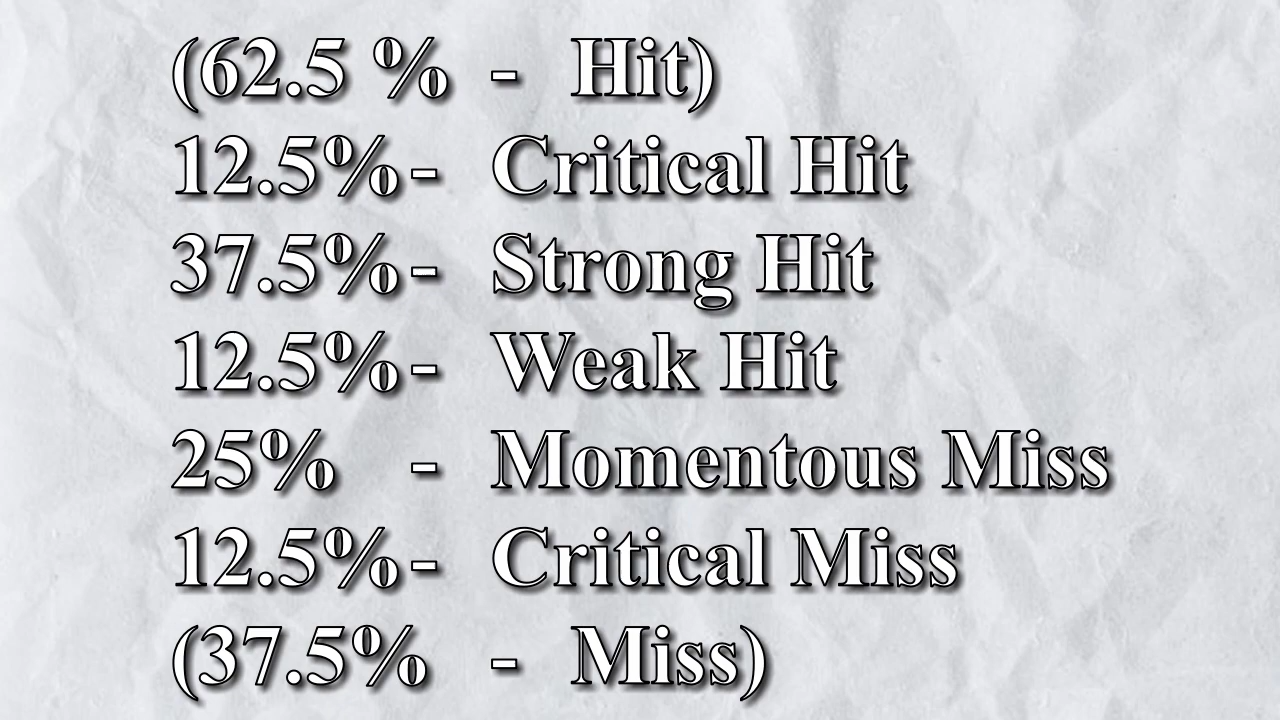 (62.5 % - Hit)
12.5% - Critical Hit
37.5% - Strong Hit
12.5% - Weak Hit
25% - Momentous Miss
12.5% - Critical Miss
(37.5% - Miss)